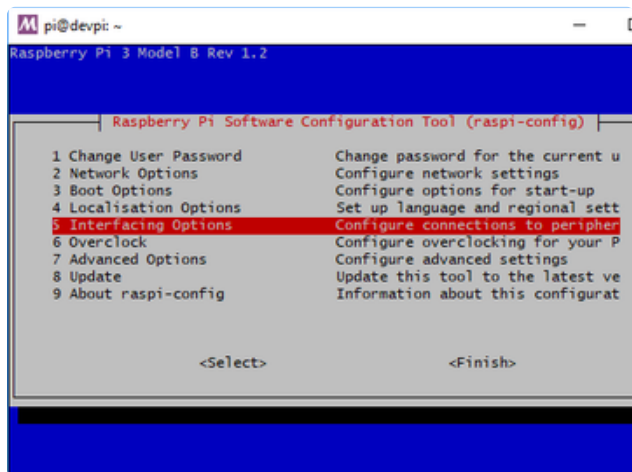 pi@devpi: ~
Raspberry Pi 3 Model B Rev 1.2
Raspberry Pi Software Configuration Tool (raspi-config)
1 Change User Password Change password for the current u
2 Network Options Configure network settings
3 Boot Options Configure options for start-up
4 Localisation Options Set up language and regional sett
5 Interfacing Options Configure connections to peripher
6 Overclock Configure overclocking for your P
7 Advanced Options Configure advanced settings
8 Update Update this tool to the latest ve
9 About raspi-config Information about this configurat
<Select> <Finish>